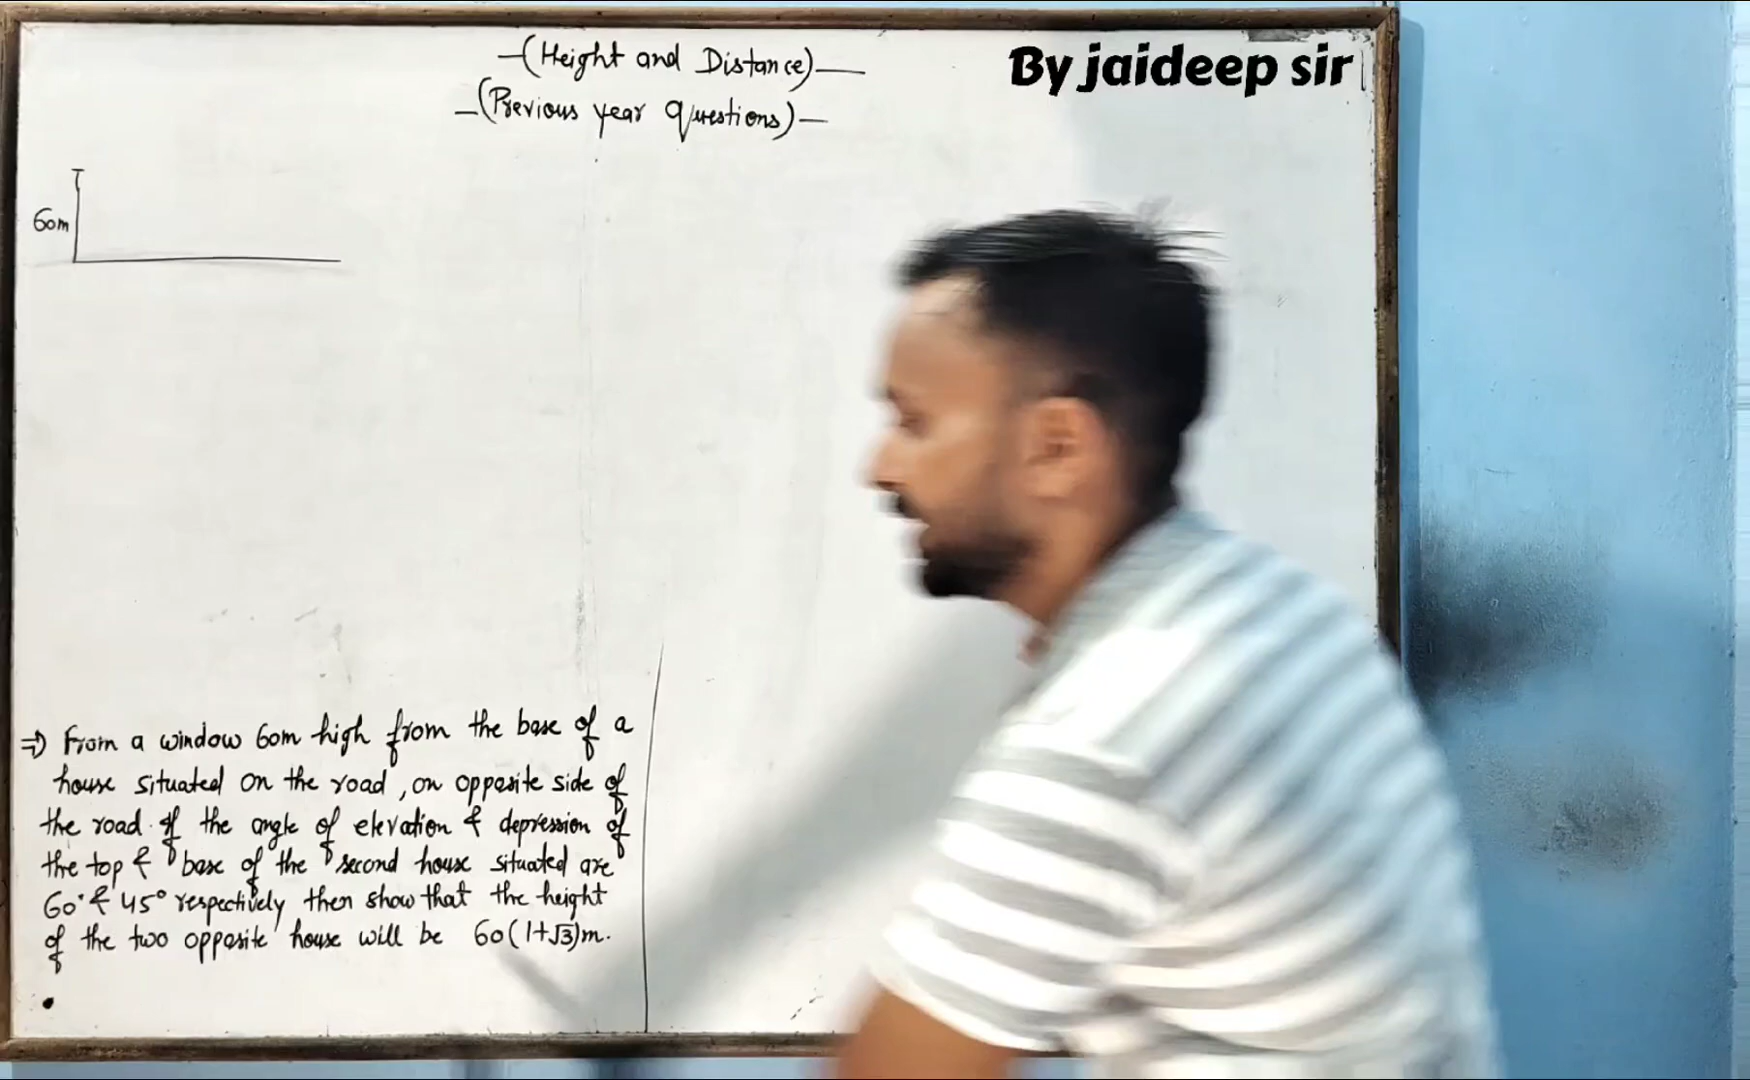 (Height and Distance)
By jaideep sir
(Previous year Questions)
60m
⇒ From a window 60m high from the base of a
house situated on the road, on opposite side of
the road. If the angle of elevation & depression of
the top & base of the second house situated are
60° & 45° respectively then show that the height
of the two opposite house will be 60(1+√3)m.